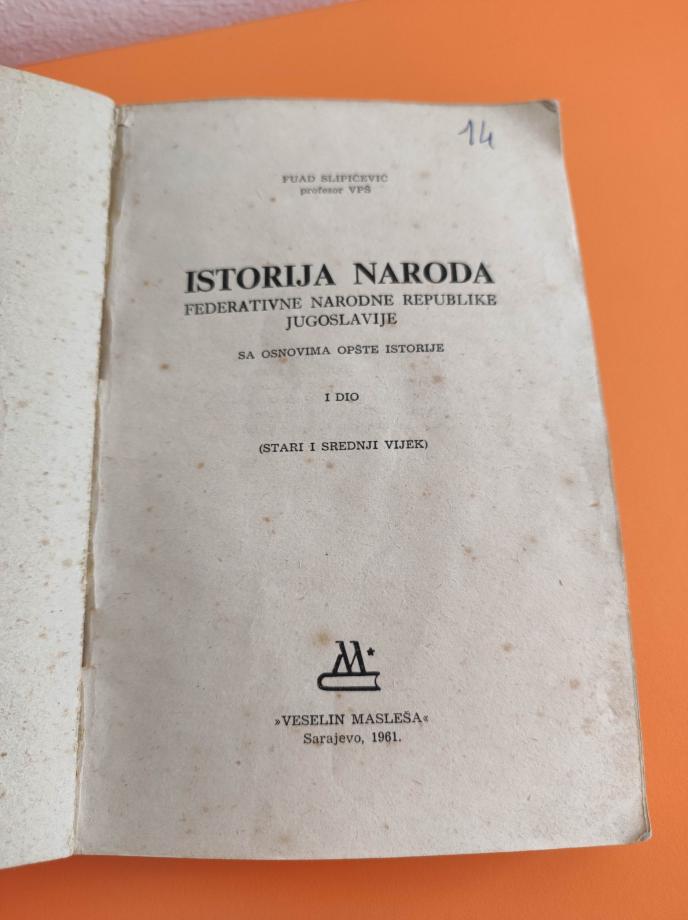 14
FUAD SLIPIČEVIĆ
profesor VPŠ
ISTORIJA NARODA
FEDERATIVNE NARODNE REPUBLIKE
JUGOSLAVIJE
SA OSNOVIMA OPŠTE ISTORIJE
I DIO
(STARI I SREDNJI VIJEK)
»VESELIN MASLEŠA«
Sarajevo, 1961.